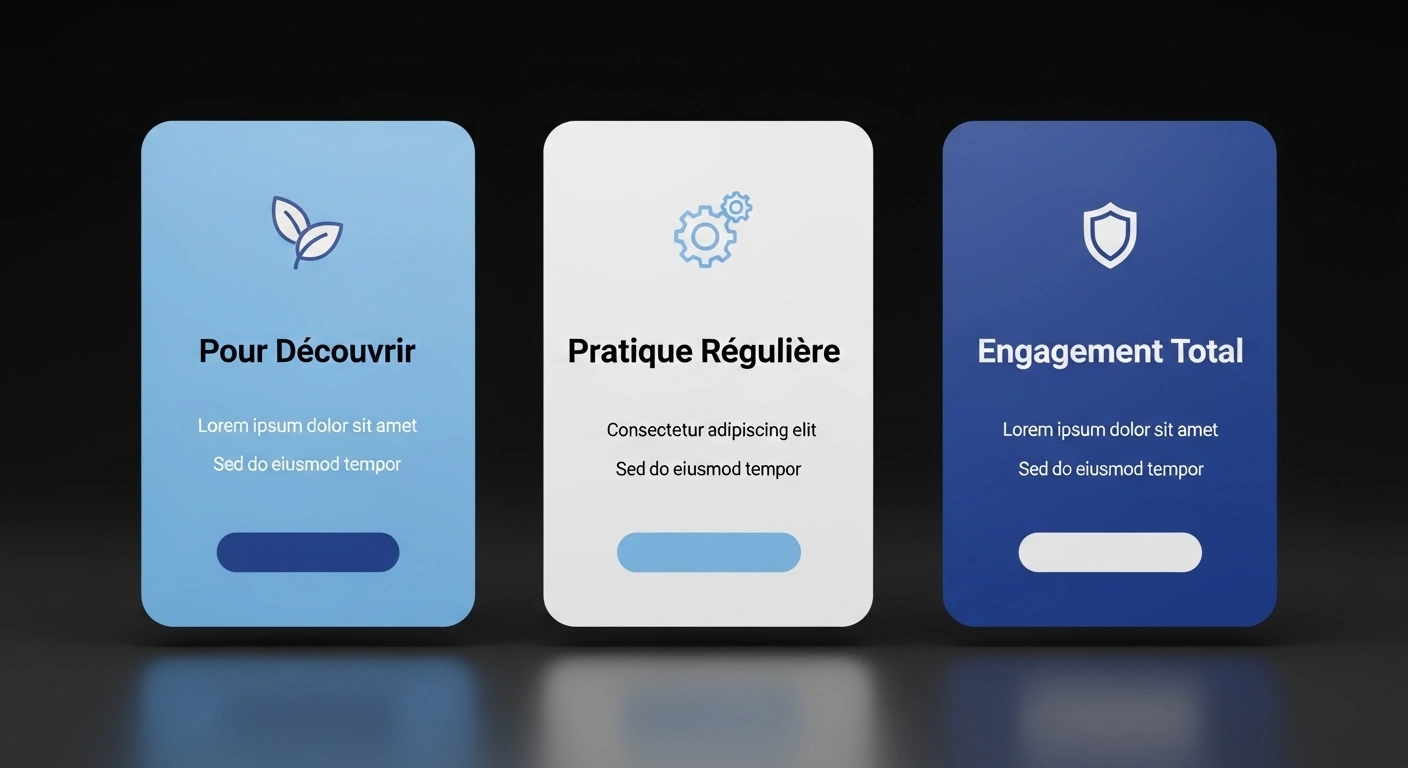 Pour Découvrir
Lorem ipsum dolor sit amet
Sed do eiusmod tempor
Pratique Régulière
Consectetur adipiscing elit
Sed do eiusmod tempor
Engagement Total
Lorem ipsum dolor sit amet
Sed do eiusmod tempor